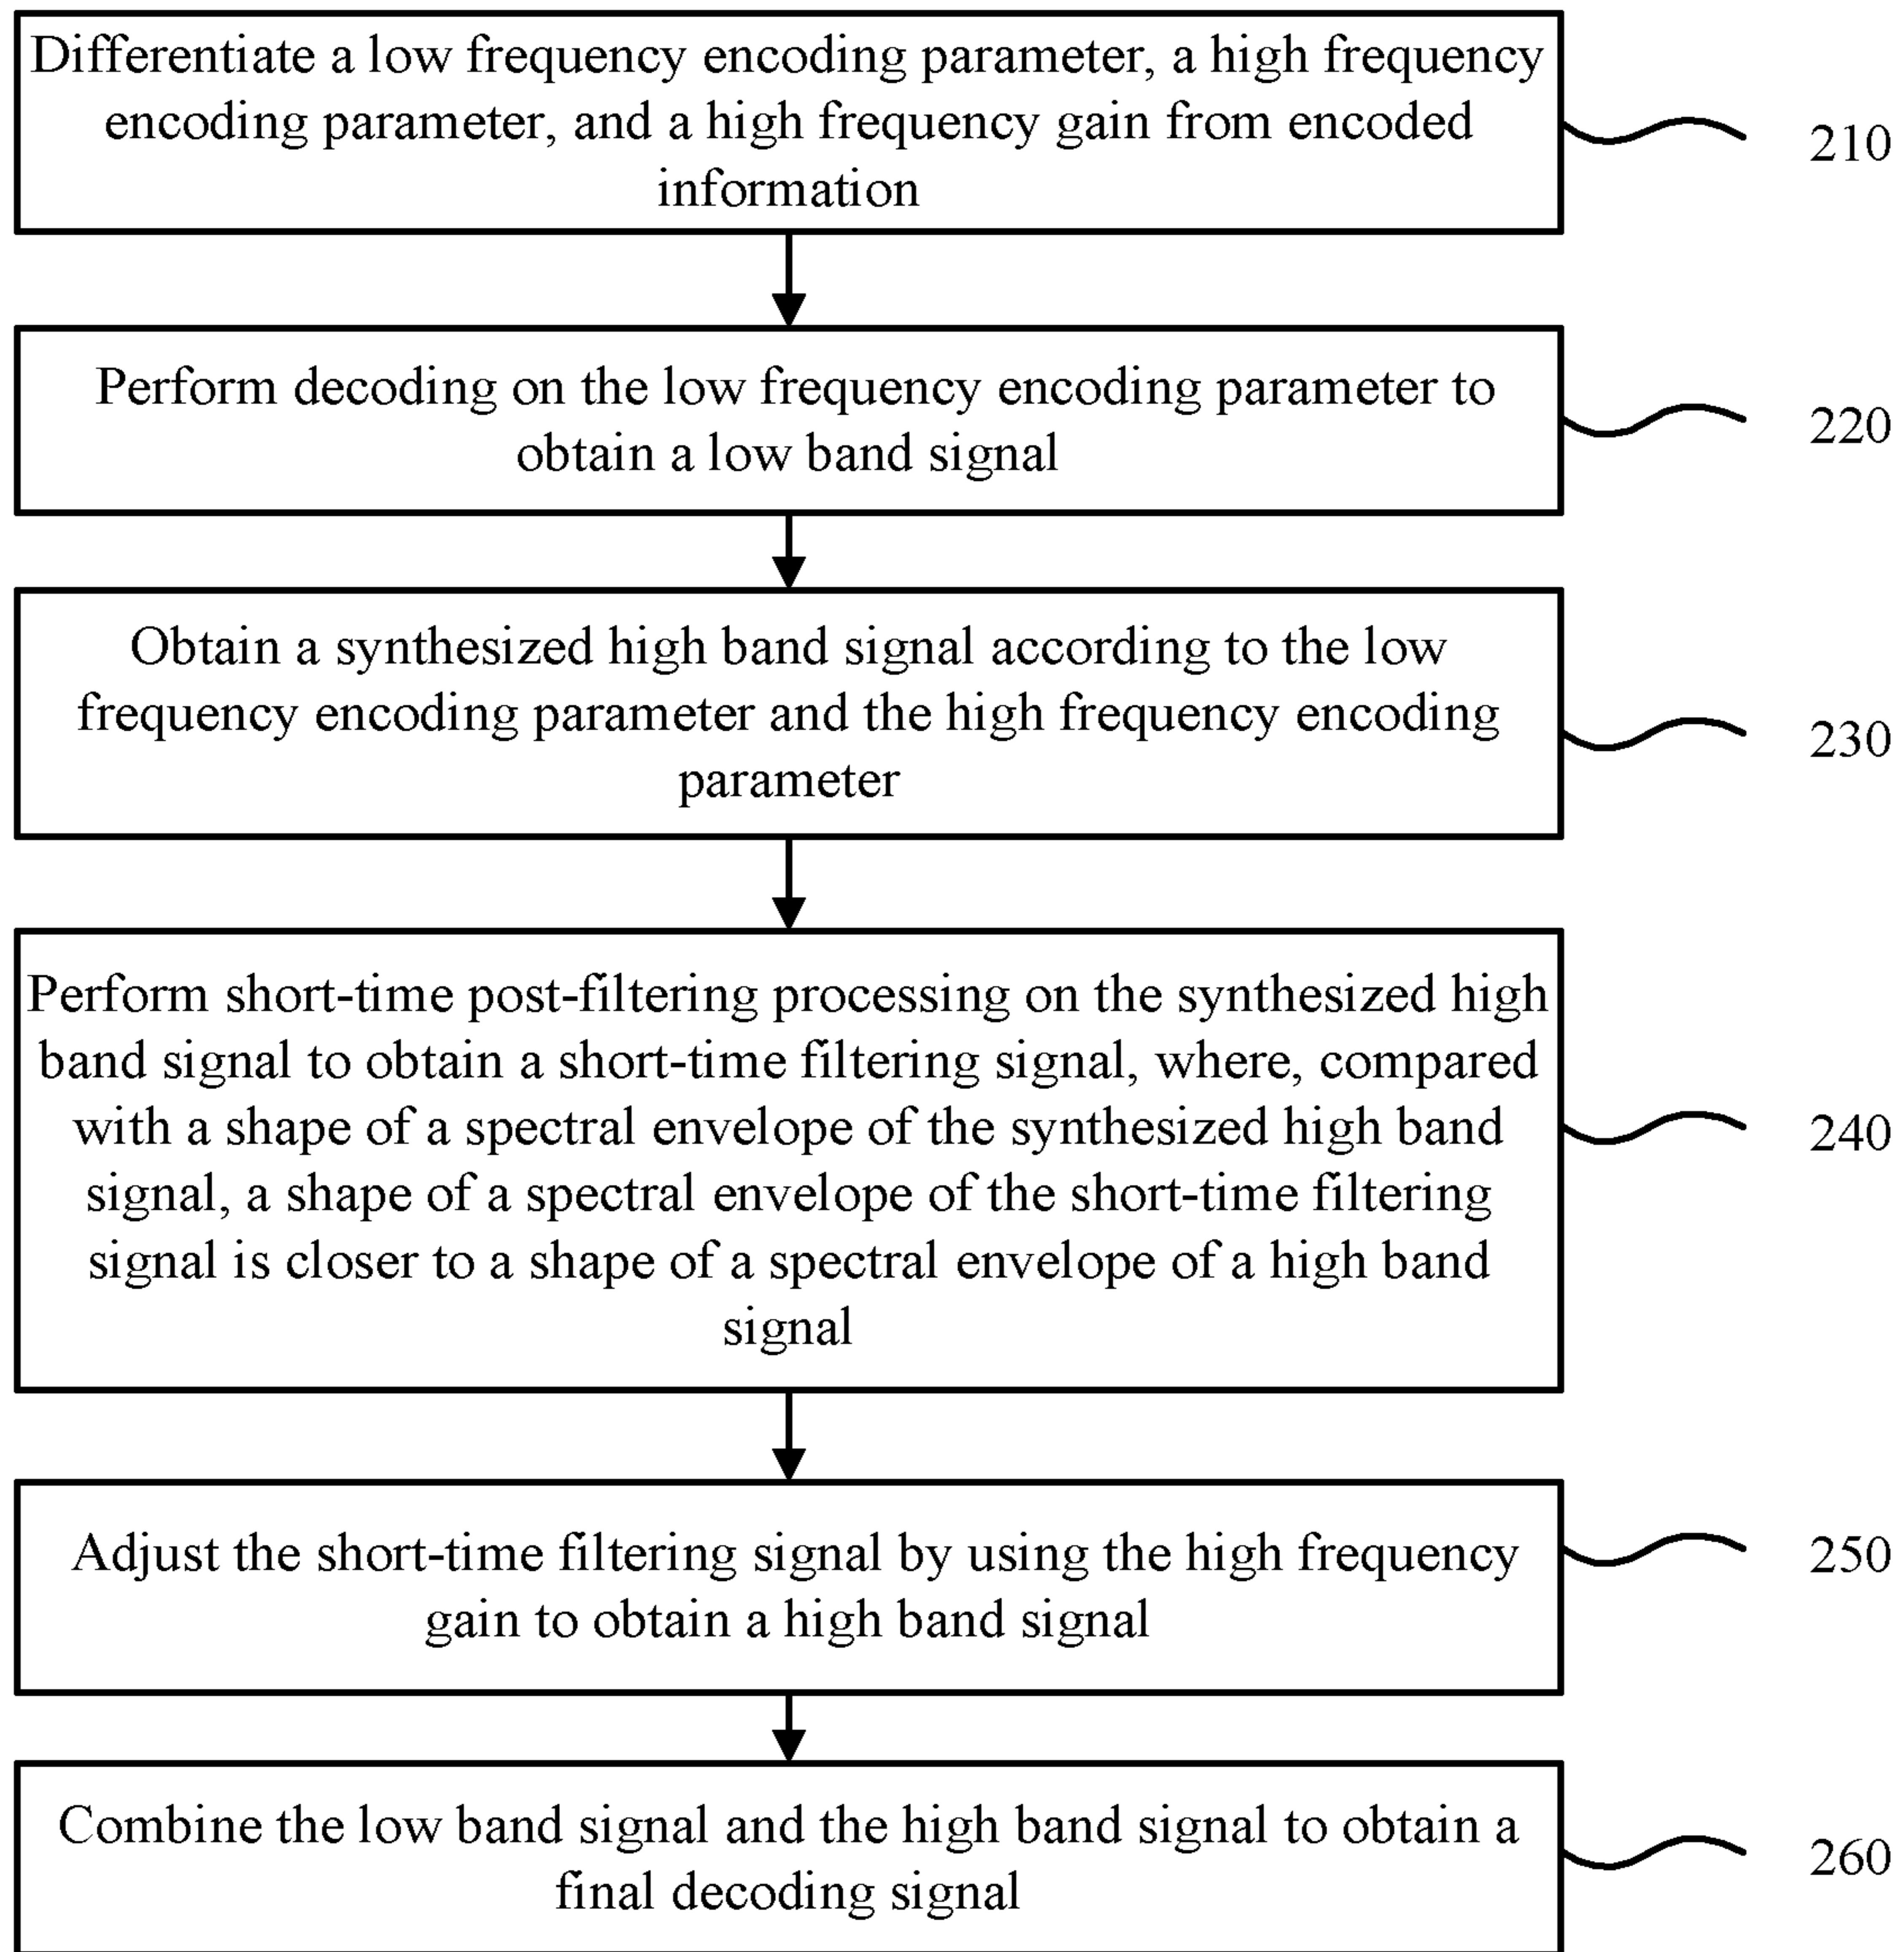 Differentiate a low frequency encoding parameter, a high frequency
encoding parameter, and a high frequency gain from encoded
information
210
Perform decoding on the low frequency encoding parameter to
obtain a low band signal
220
Obtain a synthesized high band signal according to the low
frequency encoding parameter and the high frequency encoding
parameter
230
Perform short-time post-filtering processing on the synthesized high
band signal to obtain a short-time filtering signal, where, compared
with a shape of a spectral envelope of the synthesized high band
signal, a shape of a spectral envelope of the short-time filtering
signal is closer to a shape of a spectral envelope of a high band
signal
240
Adjust the short-time filtering signal by using the high frequency
gain to obtain a high band signal
250
Combine the low band signal and the high band signal to obtain a
final decoding signal
260